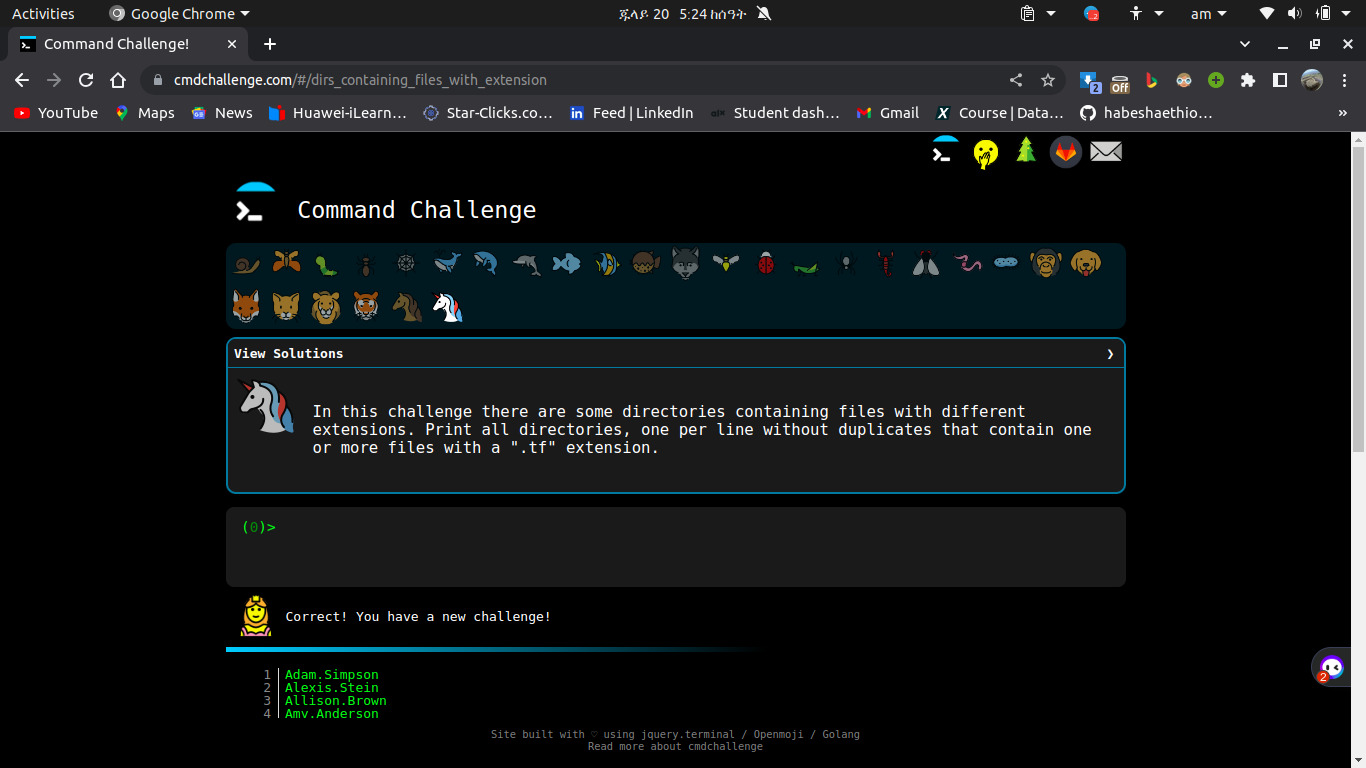 Activities Google Chrome ጁላይ 20 5:24 ከሰዓት am
Command Challenge!
cmdchallenge.com/#/dirs_containing_files_with_extension 2 Off
YouTube Maps News Huawei-iLearn… Star-Clicks.co… Feed | LinkedIn Student dash… Gmail Course | Data… habeshaethio… »
Command Challenge
View Solutions
In this challenge there are some directories containing files with different
extensions. Print all directories, one per line without duplicates that contain one
or more files with a ".tf" extension.
(0)>
Correct! You have a new challenge!
1 Adam.Simpson
2 Alexis.Stein
3 Allison.Brown
4 Amy.Anderson
2
Site built with ♡ using jquery.terminal / Openmoji / Golang
Read more about cmdchallenge